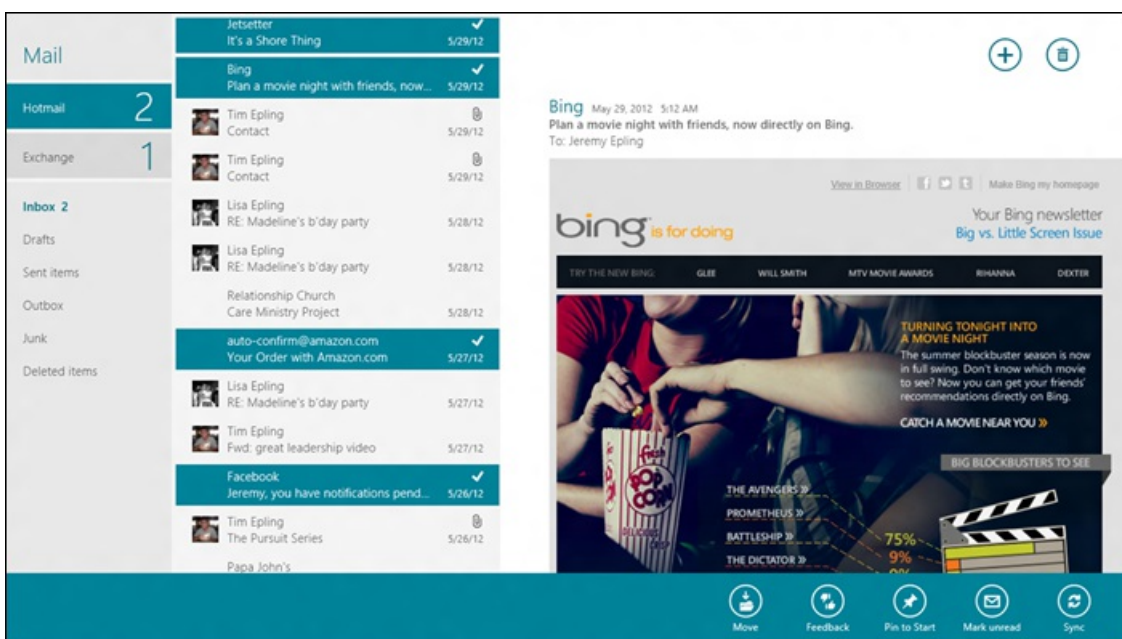 Mail
Hotmail 2
Exchange 1
Inbox 2
Drafts
Sent items
Outbox
Junk
Deleted items
Jetsetter
It's a Shore Thing 5/29/12
Bing
Plan a movie night with friends, now... 5/29/12
Tim Epling
Contact 5/29/12
Tim Epling
Contact 5/29/12
Lisa Epling
RE: Madeline's b'day party 5/28/12
Lisa Epling
RE: Madeline's b'day party 5/28/12
Relationship Church
Care Ministry Project 5/28/12
auto-confirm@amazon.com
Your Order with Amazon.com 5/27/12
Lisa Epling
RE: Madeline's b'day party 5/27/12
Tim Epling
Fwd: great leadership video 5/27/12
Facebook
Jeremy, you have notifications pend... 5/26/12
Tim Epling
The Pursuit Series 5/26/12
Papa John's
Bing May 29, 2012 5:12 AM
Plan a movie night with friends, now directly on Bing.
To: Jeremy Epling
View in Browser f t Make Bing my homepage
bing is for doing
Your Bing newsletter
Big vs. Little Screen Issue
TRY THE NEW BING: GLEE WILL SMITH MTV MOVIE AWARDS RIHANNA DEXTER
TURNING TONIGHT INTO
A MOVIE NIGHT
The summer blockbuster season is now
in full swing. Don't know which movie
to see? Now you can get your friends'
recommendations directly on Bing.
CATCH A MOVIE NEAR YOU »
BIG BLOCKBUSTERS TO SEE
fresh
POP
CORN
DELICIOUS
THE AVENGERS »
PROMETHEUS »
BATTLESHIP » 75%
THE DICTATOR » 9%
Move Feedback Pin to Start Mark unread Sync